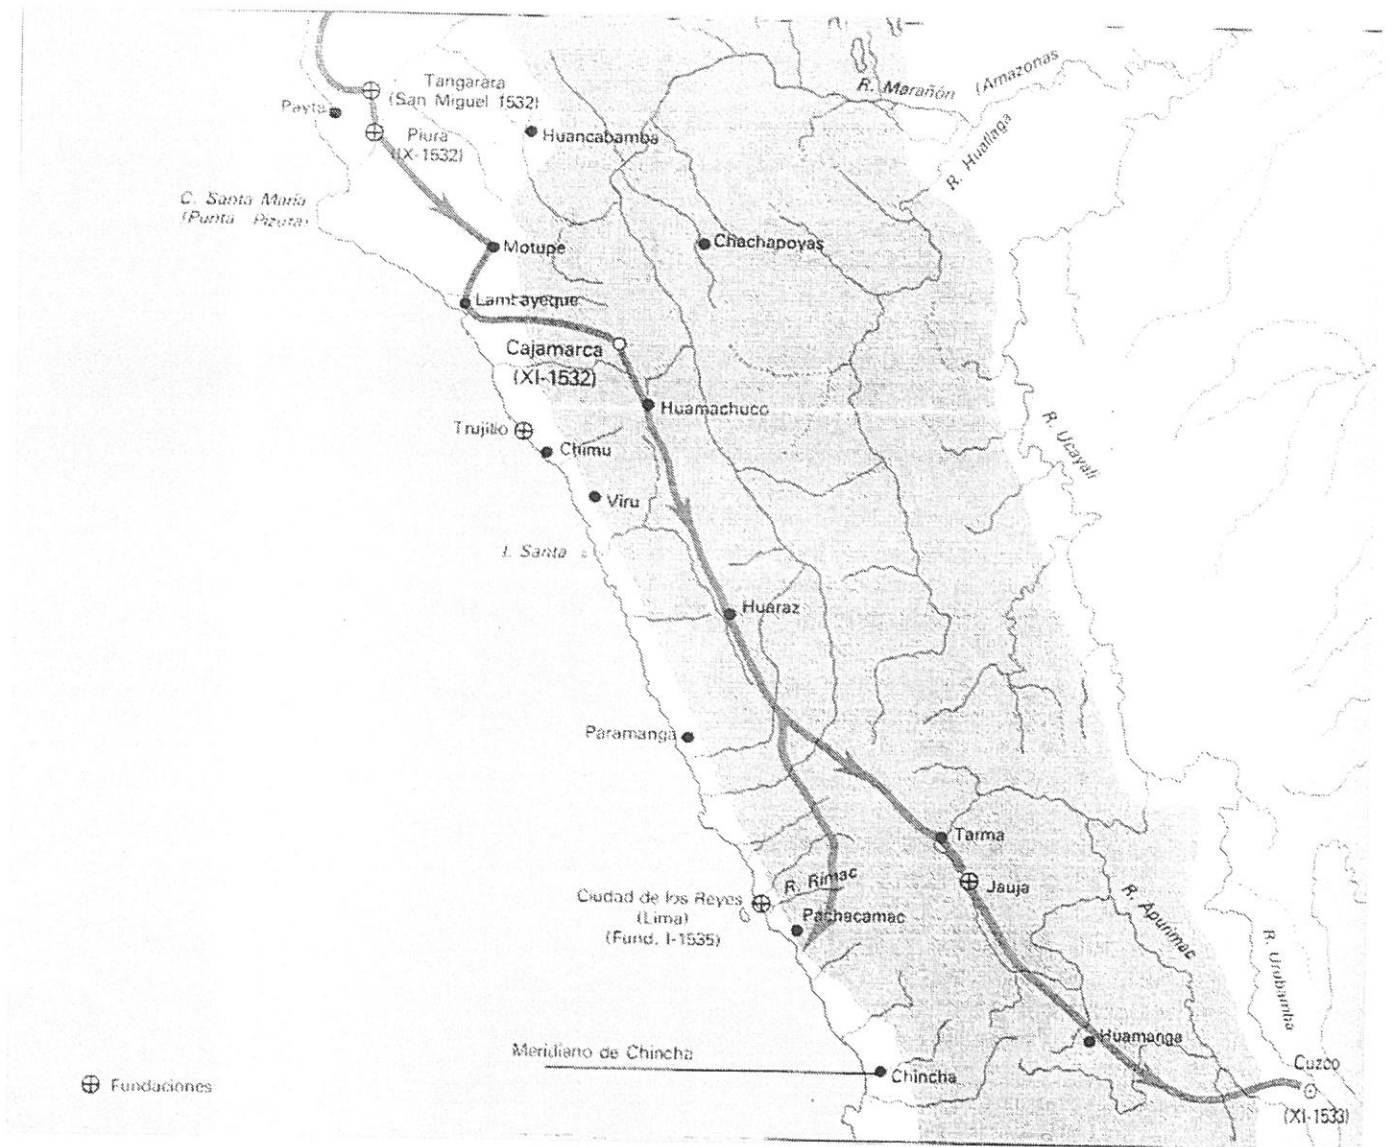 R. Marañón (Amazonas
Tangarara
(San Miguel 1532)
Payta
Piura
(IX-1532)
Huancabamba
R. Huallaga
C. Santa María
(Punta Pizura)
Motupe
Chachapoyas
Lambayeque
Cajamarca
(XI-1532)
Huamachuco
Trujillo
Chimu
R. Ucayali
Viru
I. Santa
Huaraz
Paramanga
Tarma
R. Rimac
Jauja
Ciudad de los Reyes
(Lima)
(Fund. I-1535)
Pachacamac
R. Apurimac
R. Urubamba
Huamanga
Meridiano de Chincha
Chincha
Cuzco
(XI-1533)
Fundaciones